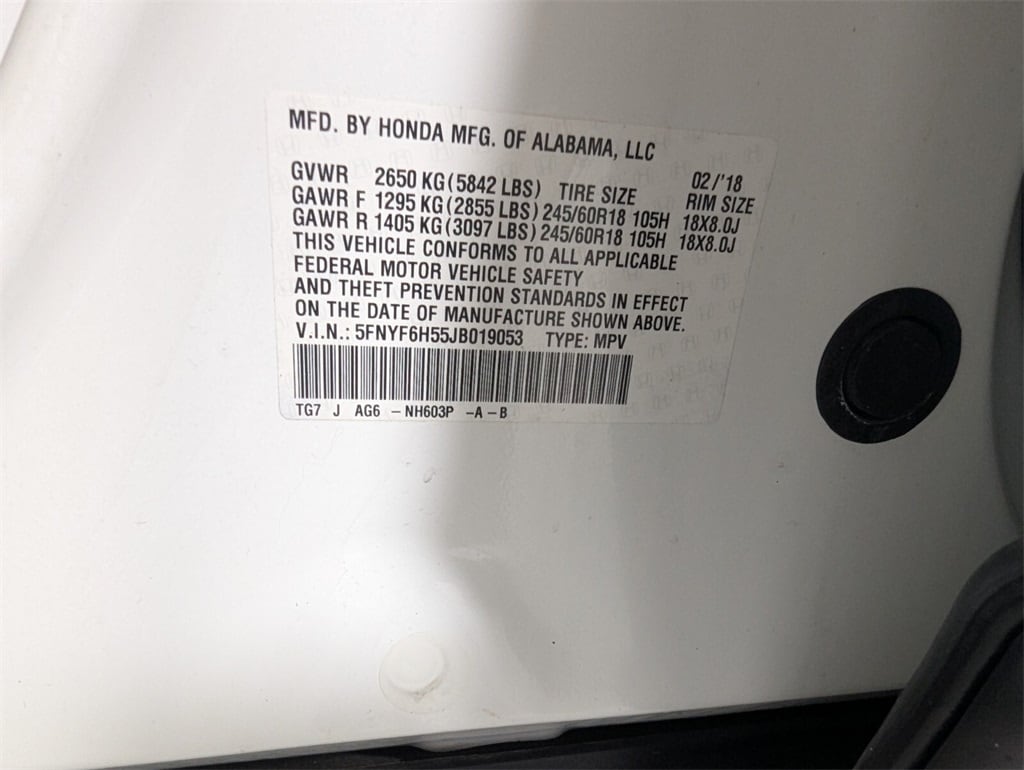 MFD. BY HONDA MFG. OF ALABAMA, LLC
02/'18
GVWR 2650 KG(5842 LBS) TIRE SIZE RIM SIZE
GAWR F 1295 KG(2855 LBS) 245/60R18 105H 18X8.0J
GAWR R 1405 KG(3097 LBS) 245/60R18 105H 18X8.0J
THIS VEHICLE CONFORMS TO ALL APPLICABLE
FEDERAL MOTOR VEHICLE SAFETY
AND THEFT PREVENTION STANDARDS IN EFFECT
ON THE DATE OF MANUFACTURE SHOWN ABOVE.
V.I.N.: 5FNYF6H55JB019053 TYPE: MPV
TG7 J AG6 -NH603P -A-B